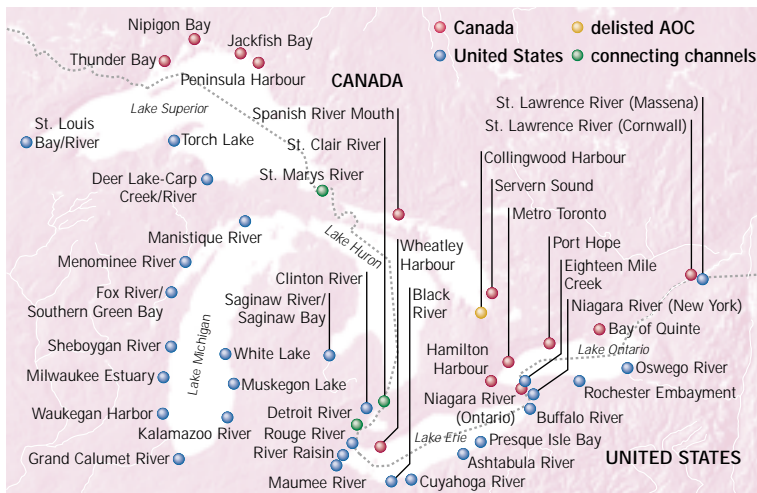 Nipigon Bay
Jackfish Bay
Thunder Bay
Peninsula Harbour
Canada
United States
delisted AOC
connecting channels
CANADA
Lake Superior
St. Louis
Bay/River
Torch Lake
Deer Lake-Carp
Creek/River
Spanish River Mouth
St. Clair River
St. Marys River
St. Lawrence River (Massena)
St. Lawrence River (Cornwall)
Collingwood Harbour
Servern Sound
Metro Toronto
Port Hope
Eighteen Mile
Creek
Niagara River (New York)
Bay of Quinte
Manistique River
Menominee River
Fox River/
Southern Green Bay
Lake Huron
Wheatley
Harbour
Black
River
Clinton River
Saginaw River/
Saginaw Bay
Sheboygan River
Milwaukee Estuary
Waukegan Harbor
Grand Calumet River
Lake Michigan
White Lake
Muskegon Lake
Kalamazoo River
Detroit River
Rouge River
River Raisin
Maumee River
Hamilton
Harbour
Niagara River
(Ontario)
Lake Ontario
Oswego River
Rochester Embayment
Buffalo River
Lake Erie
Presque Isle Bay
Ashtabula River
Cuyahoga River
UNITED STATES